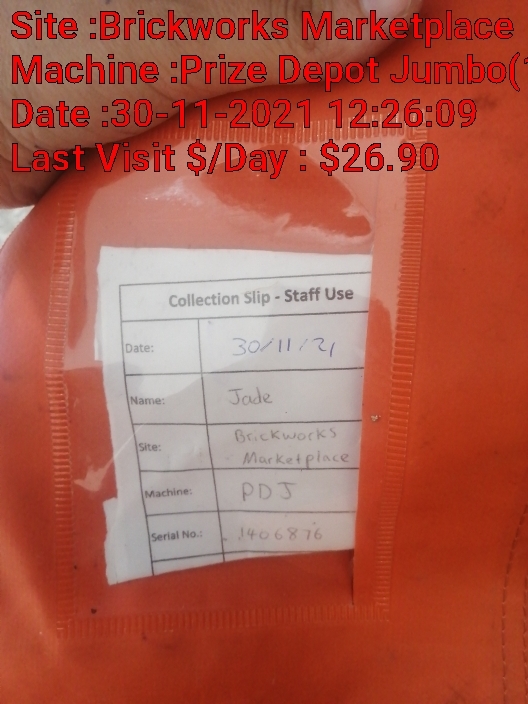 Site :Brickworks Marketplace
Machine :Prize Depot Jumbo(
Date :30-11-2021 12:26:09
Last Visit $/Day : $26.90
Collection Slip - Staff Use
Date: 30/11/21
Name: Jade
Site: Brickworks
Marketplace
Machine: PDJ
Serial No.: 1406876